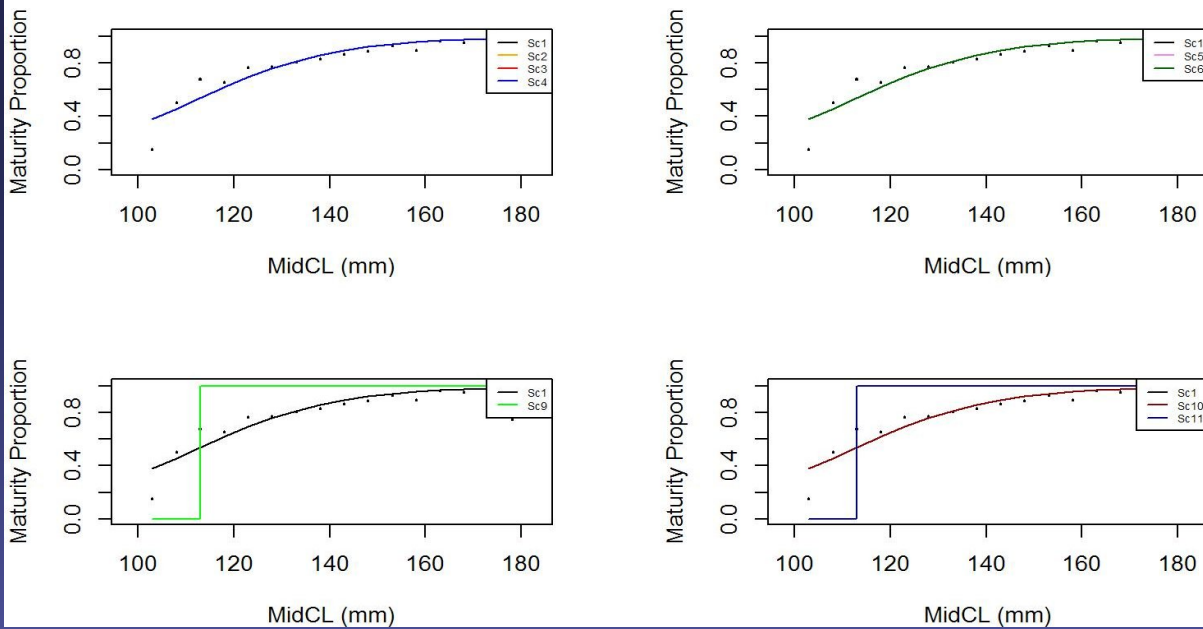 Maturity Proportion
0.0 0.4 0.8
Sc1
Sc2
Sc3
Sc4
100 120 140 160 180
MidCL (mm)
Maturity Proportion
0.0 0.4 0.8
Sc1
Sc5
Sc6
100 120 140 160 180
MidCL (mm)
Maturity Proportion
0.0 0.4 0.8
Sc1
Sc9
100 120 140 160 180
MidCL (mm)
Maturity Proportion
0.0 0.4 0.8
Sc1
Sc10
Sc11
100 120 140 160 180
MidCL (mm)